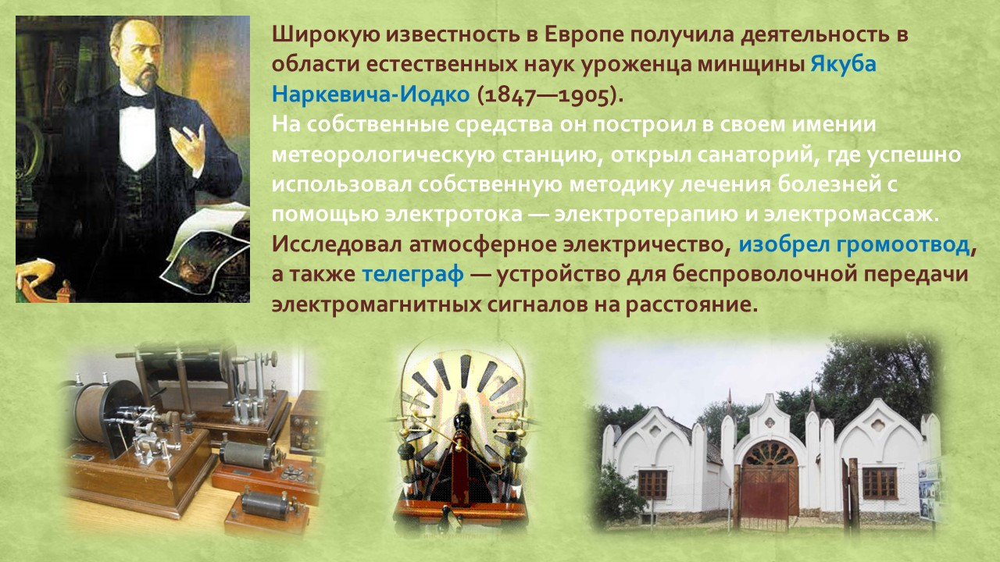 Широкую известность в Европе получила деятельность в
области естественных наук уроженца минщины Якуба
Наркевича-Иодко (1847—1905).
На собственные средства он построил в своем имении
метеорологическую станцию, открыл санаторий, где успешно
использовал собственную методику лечения болезней с
помощью электротока — электротерапию и электромассаж.
Исследовал атмосферное электричество, изобрел громоотвод,
а также телеграф — устройство для беспроволочной передачи
электромагнитных сигналов на расстояние.